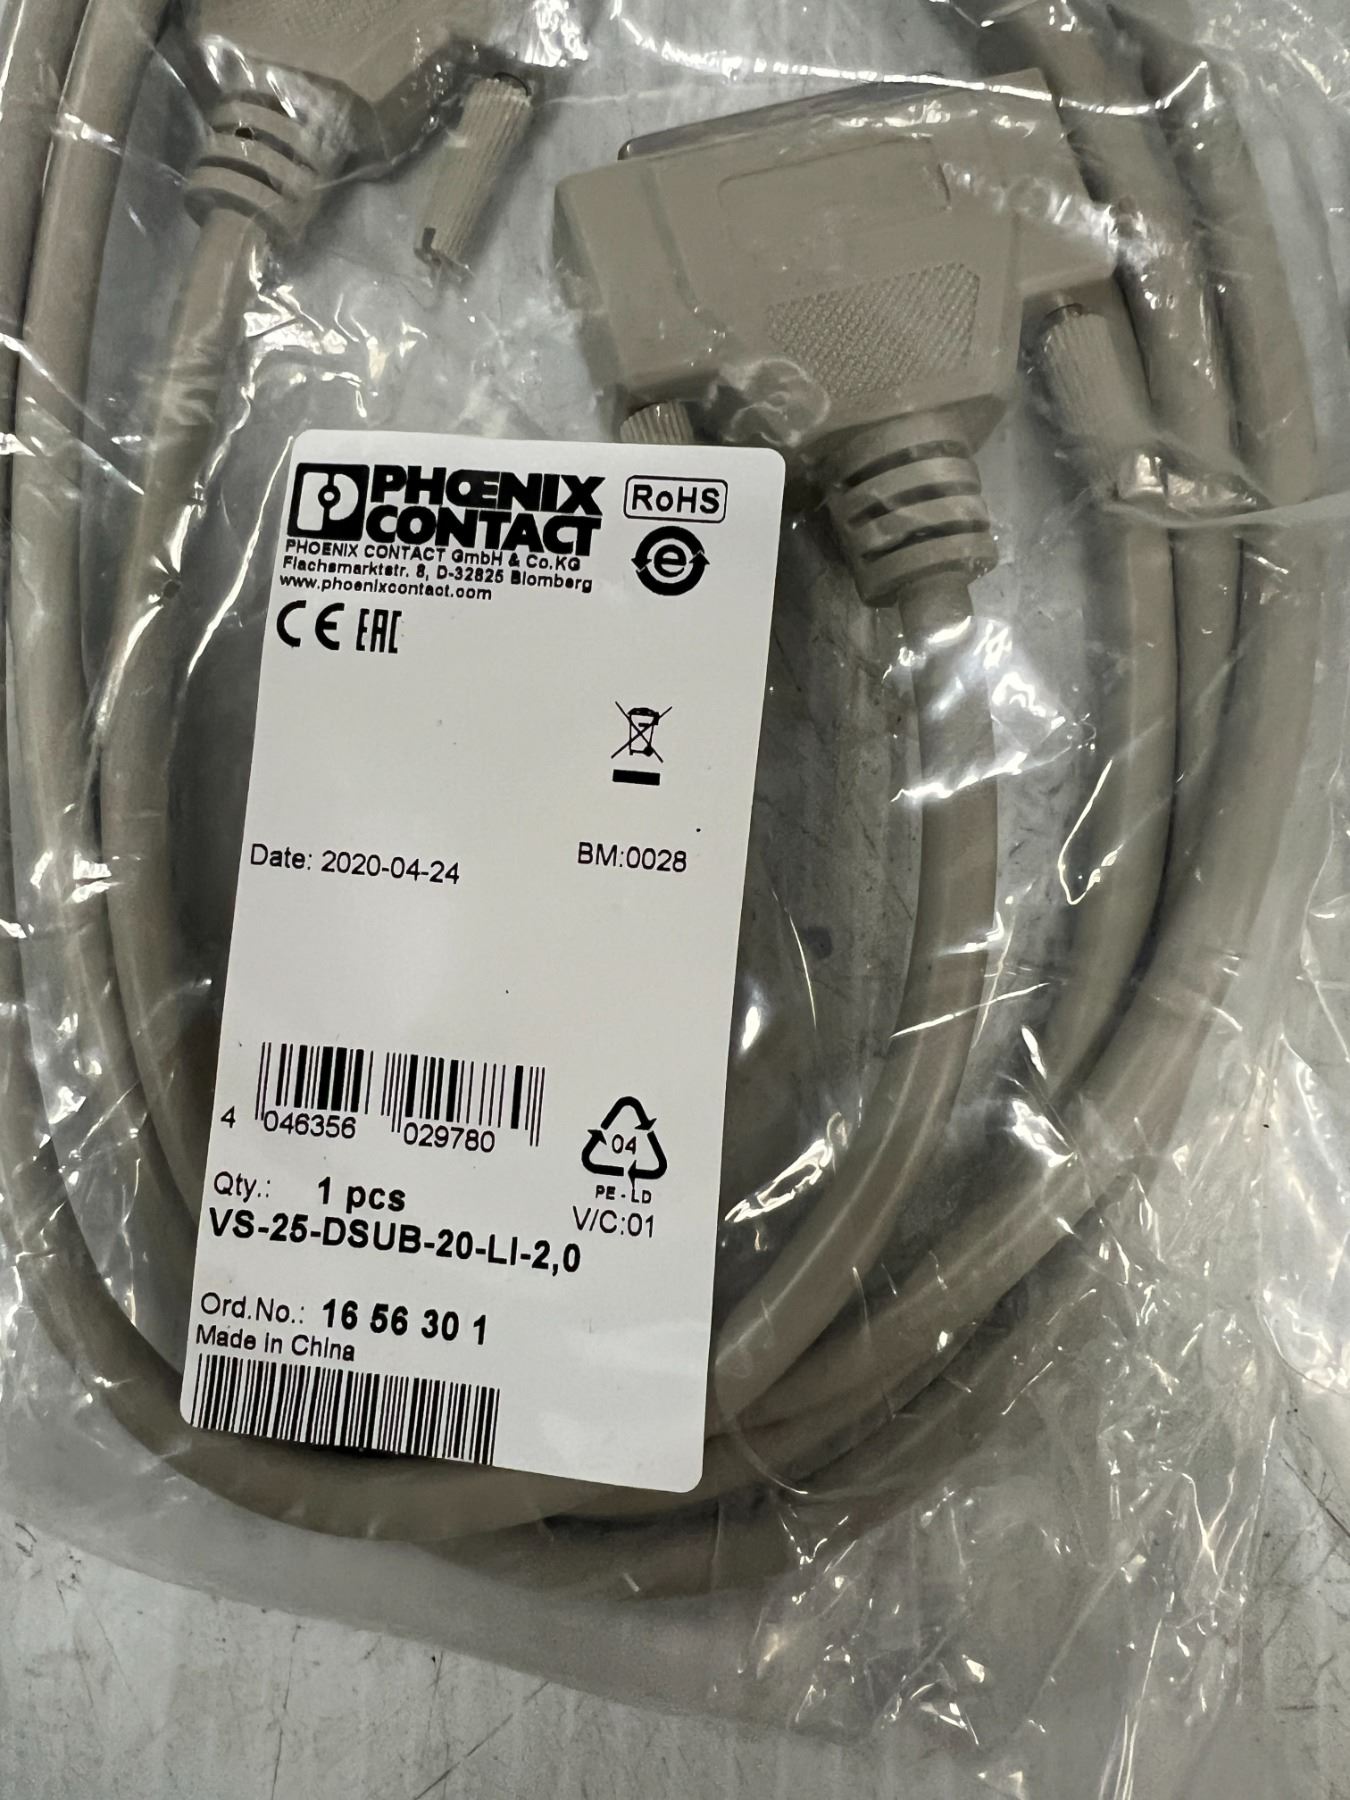 PHŒNIX
CONTACT
RoHS
e
PHOENIX CONTACT GmbH & Co.KG
Flachsmarktstr. 8, D-32825 Blomberg
www.phoenixcontact.com
CE EAC
Date: 2020-04-24
BM:0028
4 046356 029780
04
PE-LD
Qty.: 1 pcs
V/C:01
VS-25-DSUB-20-LI-2,0
Ord.No.: 16 56 30 1
Made in China